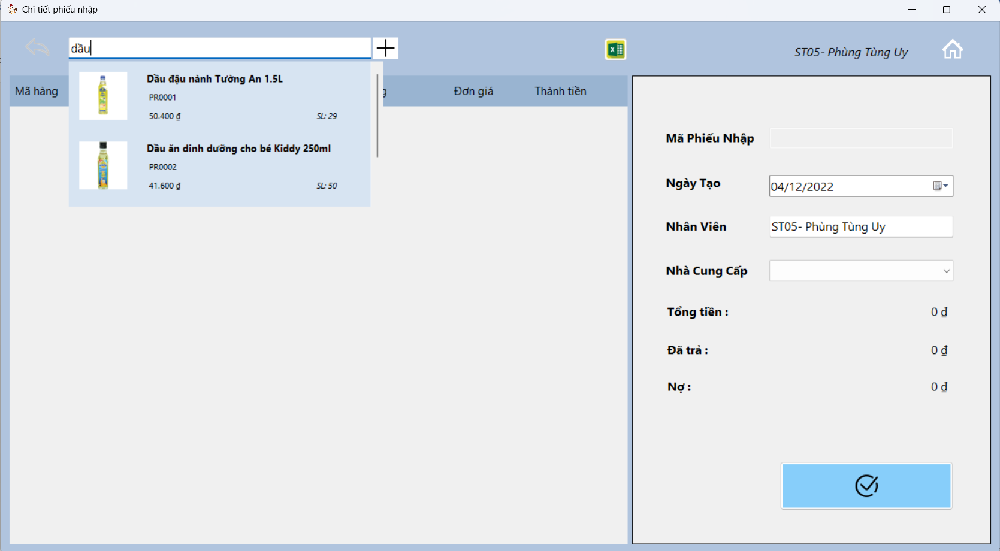 Chi tiết phiếu nhập
dầu
ST05- Phùng Tùng Uy
Mã hàng
g
Đơn giá
Thành tiền
Dầu đậu nành Tường An 1.5L
PR0001
50.400 ₫
SL: 29
Dầu ăn dinh dưỡng cho bé Kiddy 250ml
PR0002
41.600 ₫
SL: 50
Mã Phiếu Nhập
Ngày Tạo
04/12/2022
Nhân Viên
ST05- Phùng Tùng Uy
Nhà Cung Cấp
Tổng tiền :
0 ₫
Đã trả :
0 ₫
Nợ :
0 ₫